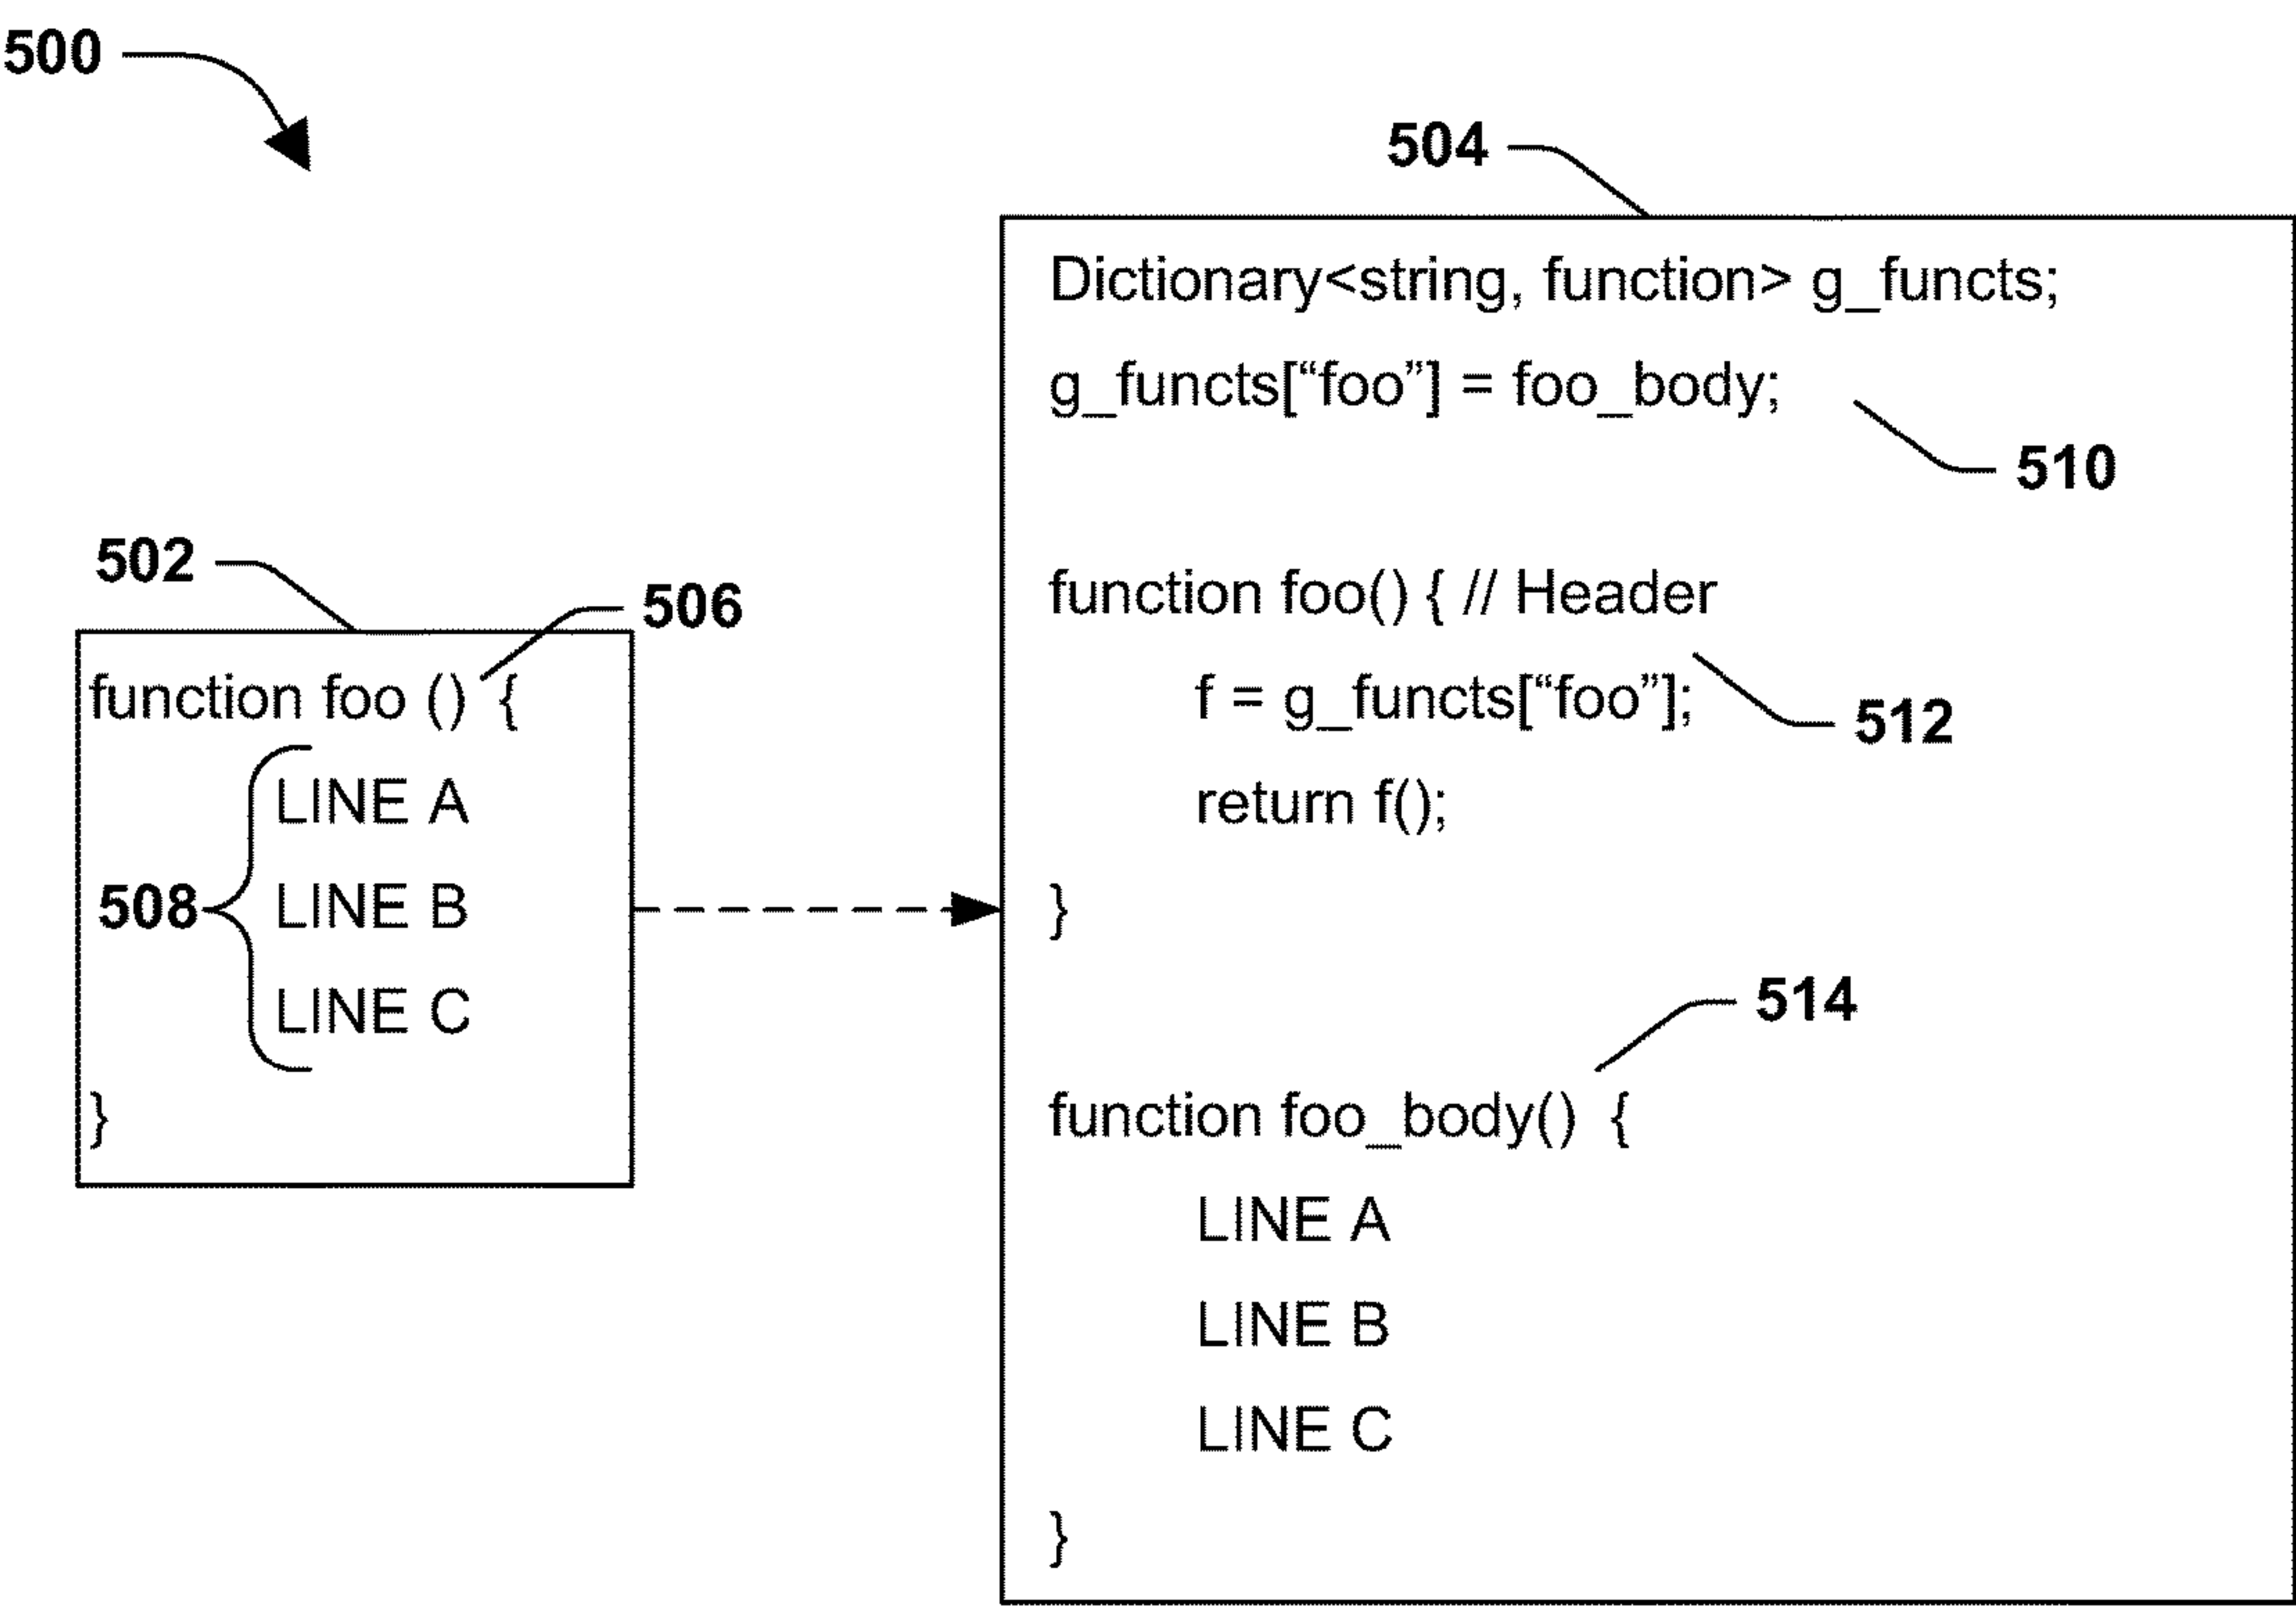 500
504
Dictionary<string, function> g_functs;
g_functs[“foo”] = foo_body;
510
502
506
function foo () {
LINE A
508
LINE B
LINE C
}
function foo() { // Header
f = g_functs[“foo”];
512
return f();
}
514
function foo_body() {
LINE A
LINE B
LINE C
}